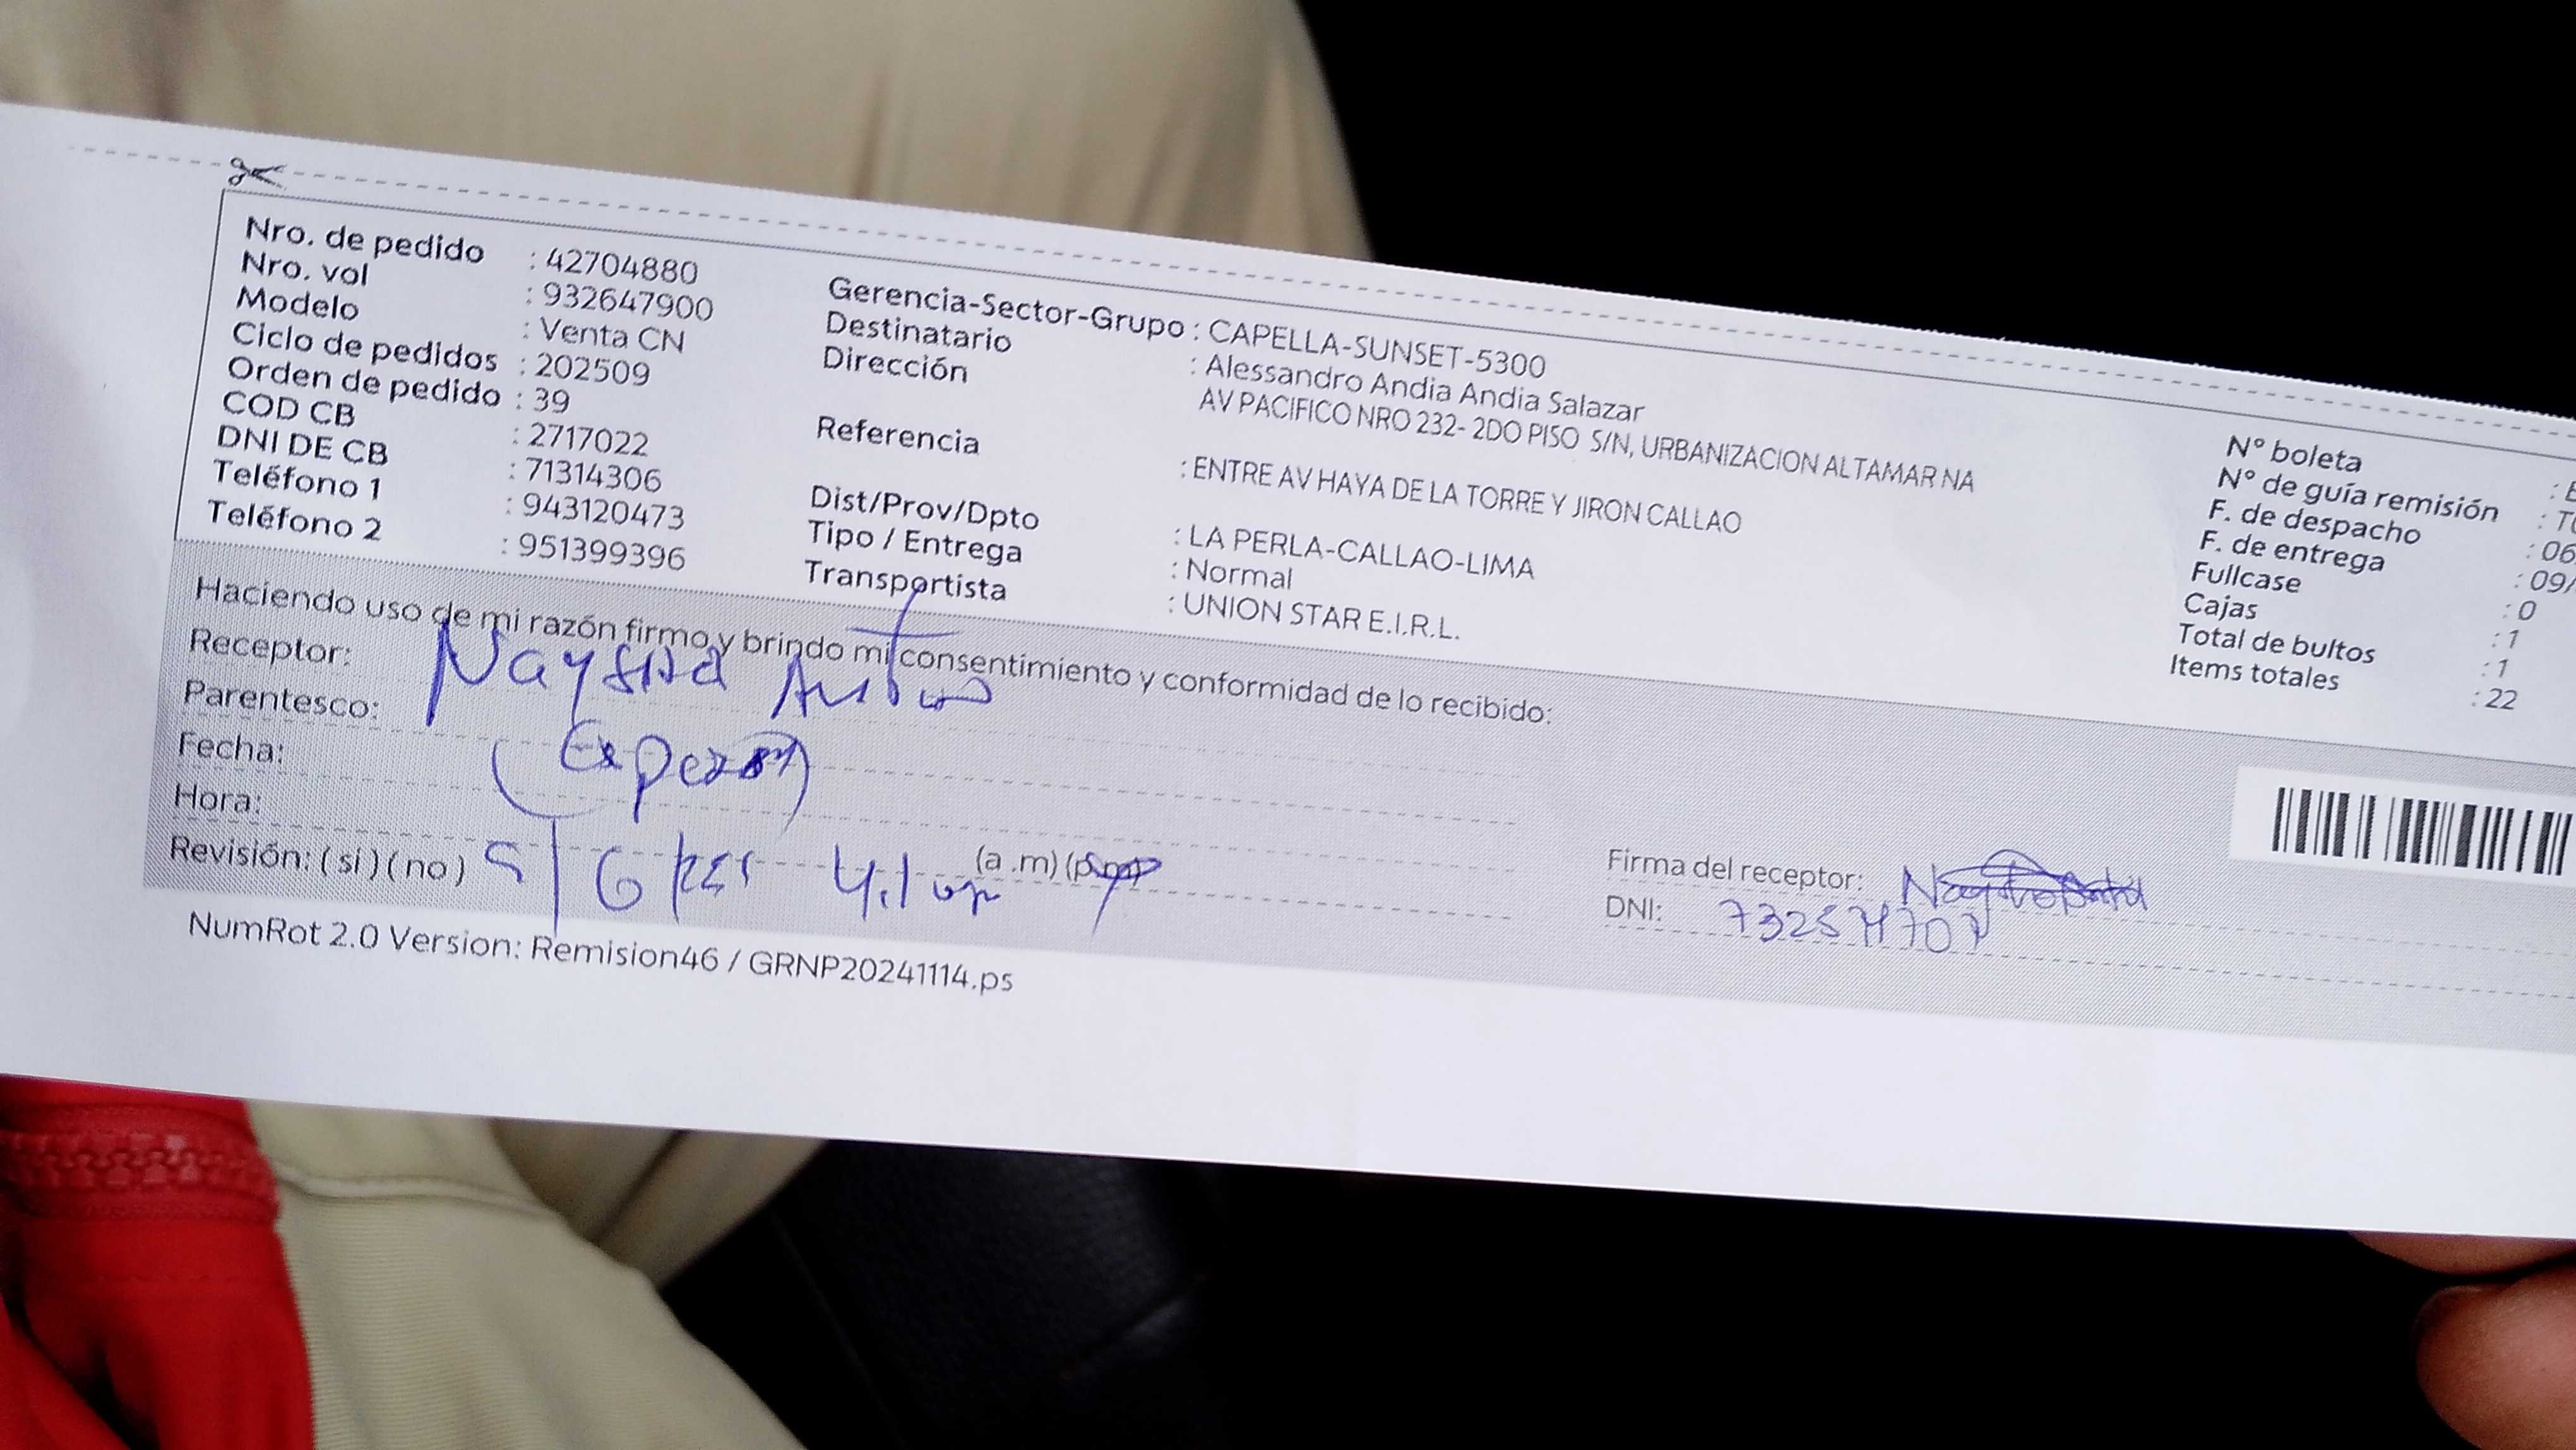 Nro. de pedido : 42704880
Nro. vol : 932647900
Modelo : Venta CN
Ciclo de pedidos : 202509
Orden de pedido : 39
COD CB : 2717022
DNI DE CB : 71314306
Teléfono 1 : 943120473
Teléfono 2 : 951399396
Gerencia-Sector-Grupo : CAPELLA-SUNSET-5300
Destinatario : Alessandro Andia Andia Salazar
Dirección AV PACIFICO NRO 232- 2DO PISO S/N, URBANIZACION ALTAMAR NA
Referencia : ENTRE AV HAYA DE LA TORRE Y JIRON CALLAO
Dist/Prov/Dpto : LA PERLA-CALLAO-LIMA
Tipo / Entrega : Normal
Transportista : UNION STAR E.I.R.L.
N° boleta :
N° de guía remisión :
F. de despacho : 06
F. de entrega : 09/
Fullcase : 0
Cajas : 1
Total de bultos : 1
Items totales : 22
Haciendo uso de mi razón firmo y brindo mi consentimiento y conformidad de lo recibido:
Receptor:
Parentesco:
Fecha:
Hora: (a .m)
Revisión: ( si ) ( no )
Firma del receptor:
DNI:
NumRot 2.0 Version: Remision46 / GRNP20241114.ps